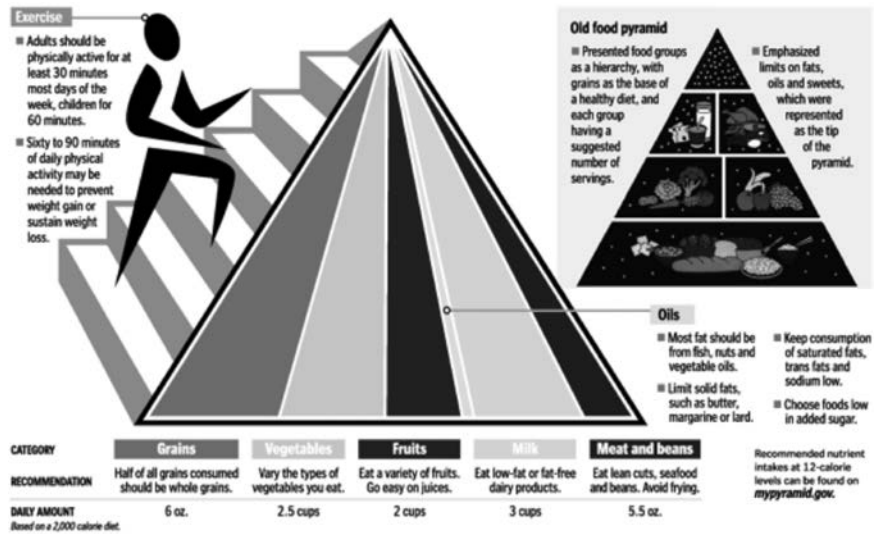 Exercise
■ Adults should be
physically active for at
least 30 minutes
most days of the
week, children for
60 minutes.
■ Sixty to 90 minutes
of daily physical
activity may be
needed to prevent
weight gain or
sustain weight
loss.
Old food pyramid
■ Presented food groups
as a hierarchy, with
grains as the base of
a healthy diet, and
each group
having a
suggested
number of
servings.
■ Emphasized
limits on fats,
oils and sweets,
which were
represented
as the tip
of the
pyramid.
Oils
■ Most fat should be
from fish, nuts and
vegetable oils.
■ Limit solid fats,
such as butter,
margarine or lard.
■ Keep consumption
of saturated fats,
trans fats and
sodium low.
■ Choose foods low
in added sugar.
CATEGORY Grains Vegetables Fruits Milk Meat and beans
RECOMMENDATION
Half of all grains consumed
should be whole grains.
Vary the types of
vegetables you eat.
Eat a variety of fruits.
Go easy on juices.
Eat low-fat or fat-free
dairy products.
Eat lean cuts, seafood
and beans. Avoid frying.
DAILY AMOUNT 6 oz. 2.5 cups 2 cups 3 cups 5.5 oz.
Based on a 2,000 calorie diet.
Recommended nutrient
intakes at 12-calorie
levels can be found on
mypyramid.gov.